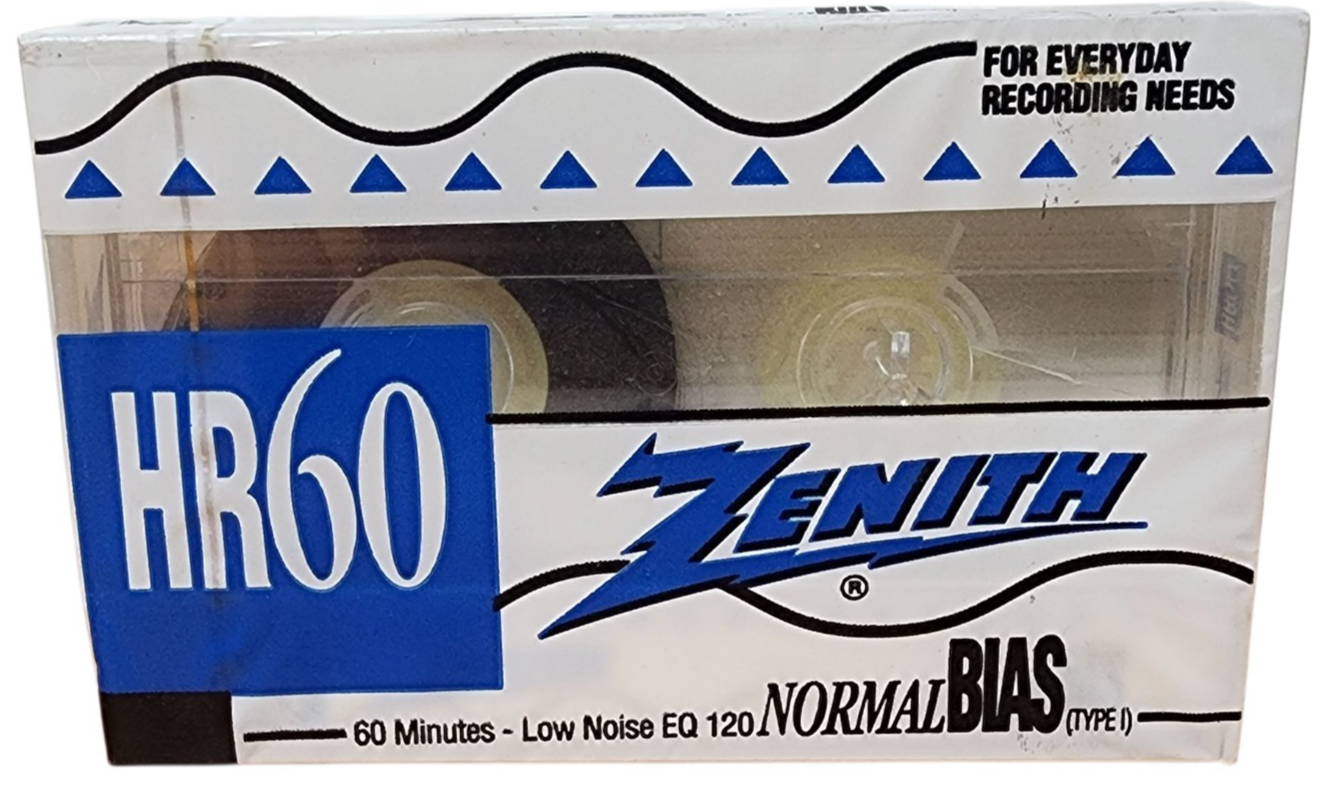 FOR EVERYDAY
RECORDING NEEDS
HR60
ZENITH
®
60 Minutes - Low Noise EQ 120 NORMAL BIAS (TYPE I)